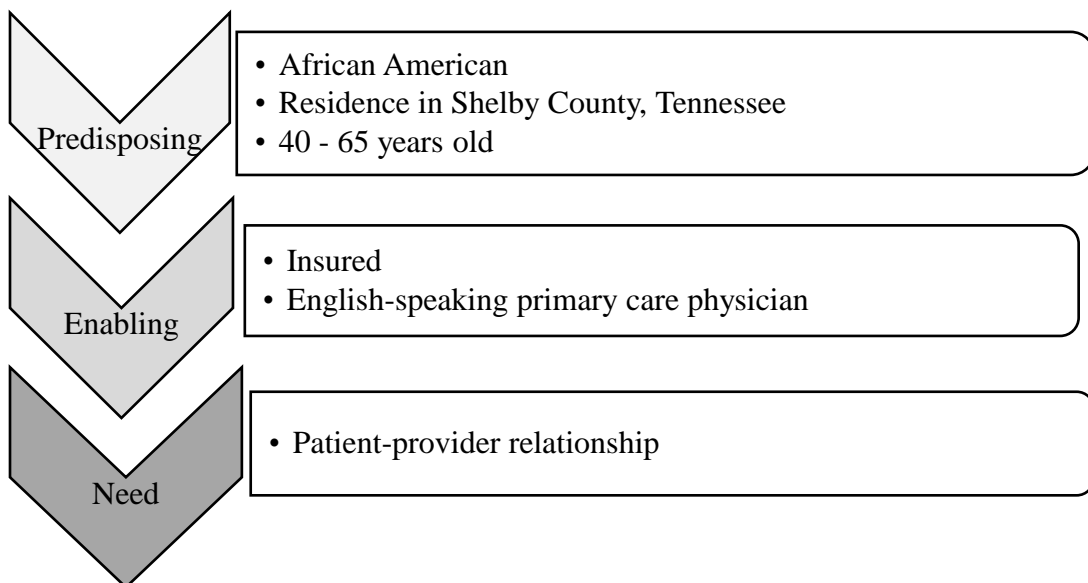 Predisposing
• African American
• Residence in Shelby County, Tennessee
• 40 - 65 years old
Enabling
• Insured
• English-speaking primary care physician
Need
• Patient-provider relationship